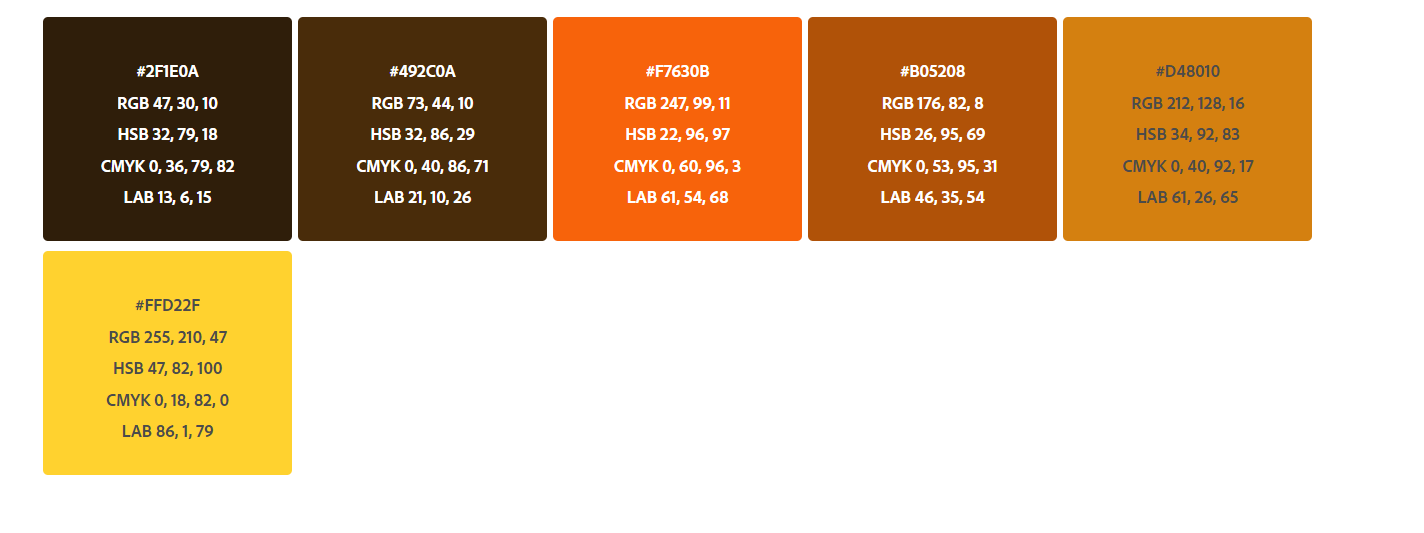 #2F1E0A
RGB 47, 30, 10
HSB 32, 79, 18
CMYK 0, 36, 79, 82
LAB 13, 6, 15
#492C0A
RGB 73, 44, 10
HSB 32, 86, 29
CMYK 0, 40, 86, 71
LAB 21, 10, 26
#F7630B
RGB 247, 99, 11
HSB 22, 96, 97
CMYK 0, 60, 96, 3
LAB 61, 54, 68
#B05208
RGB 176, 82, 8
HSB 26, 95, 69
CMYK 0, 53, 95, 31
LAB 46, 35, 54
#D48010
RGB 212, 128, 16
HSB 34, 92, 83
CMYK 0, 40, 92, 17
LAB 61, 26, 65
#FFD22F
RGB 255, 210, 47
HSB 47, 82, 100
CMYK 0, 18, 82, 0
LAB 86, 1, 79